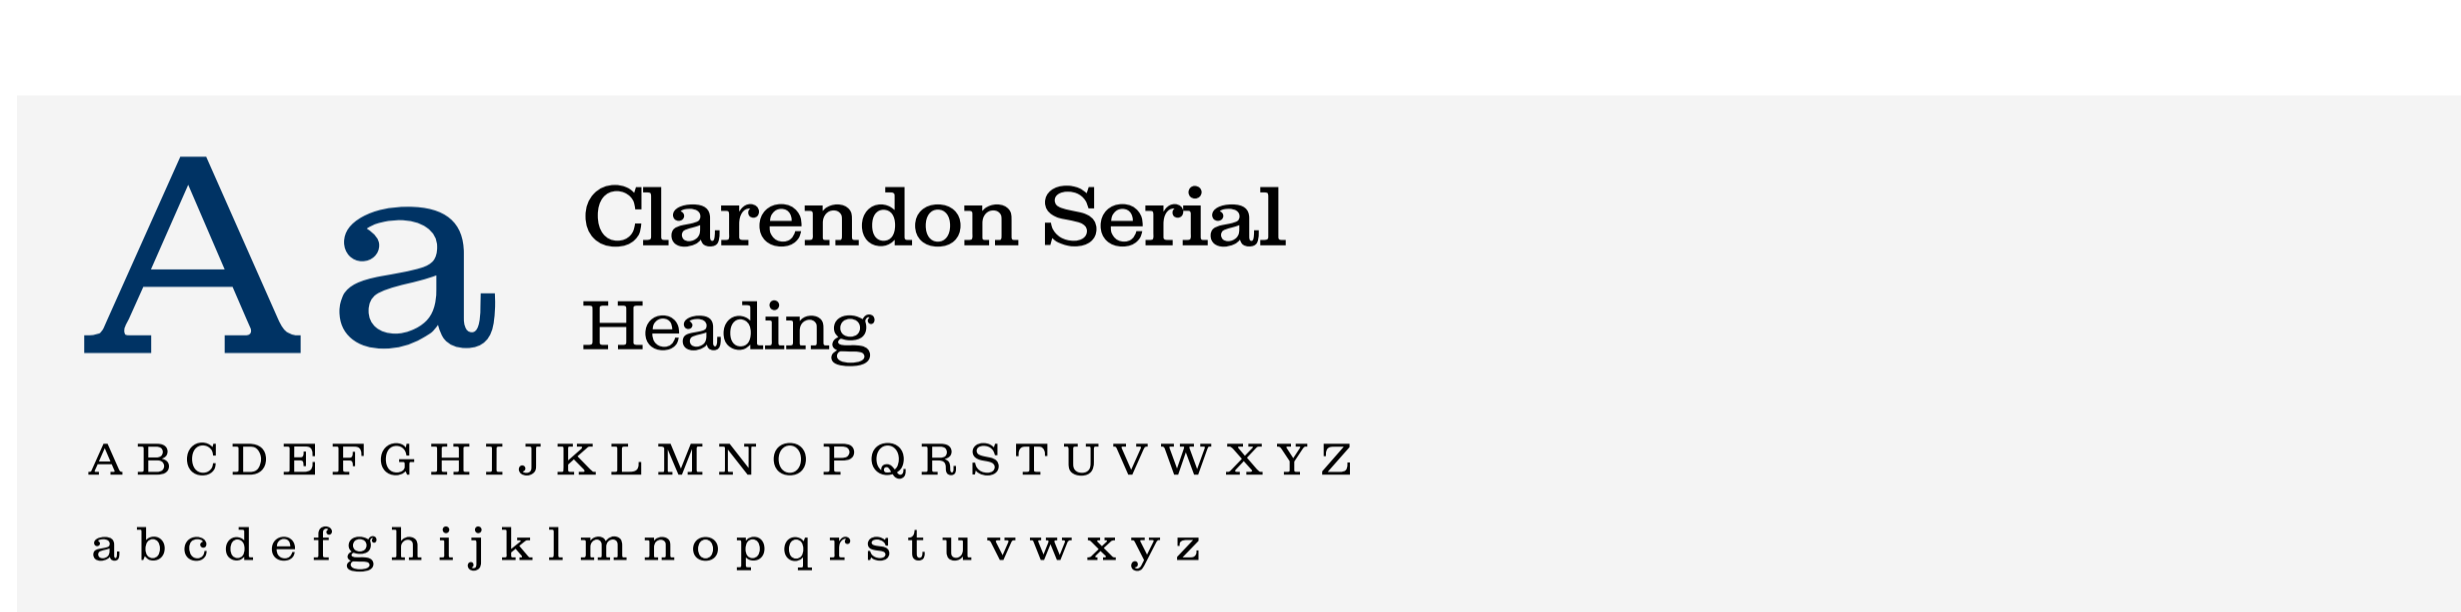 Aa
Clarendon Serial
Heading
A B C D E F G H I J K L M N O P Q R S T U V W X Y Z
a b c d e f g h i j k l m n o p q r s t u v w x y z